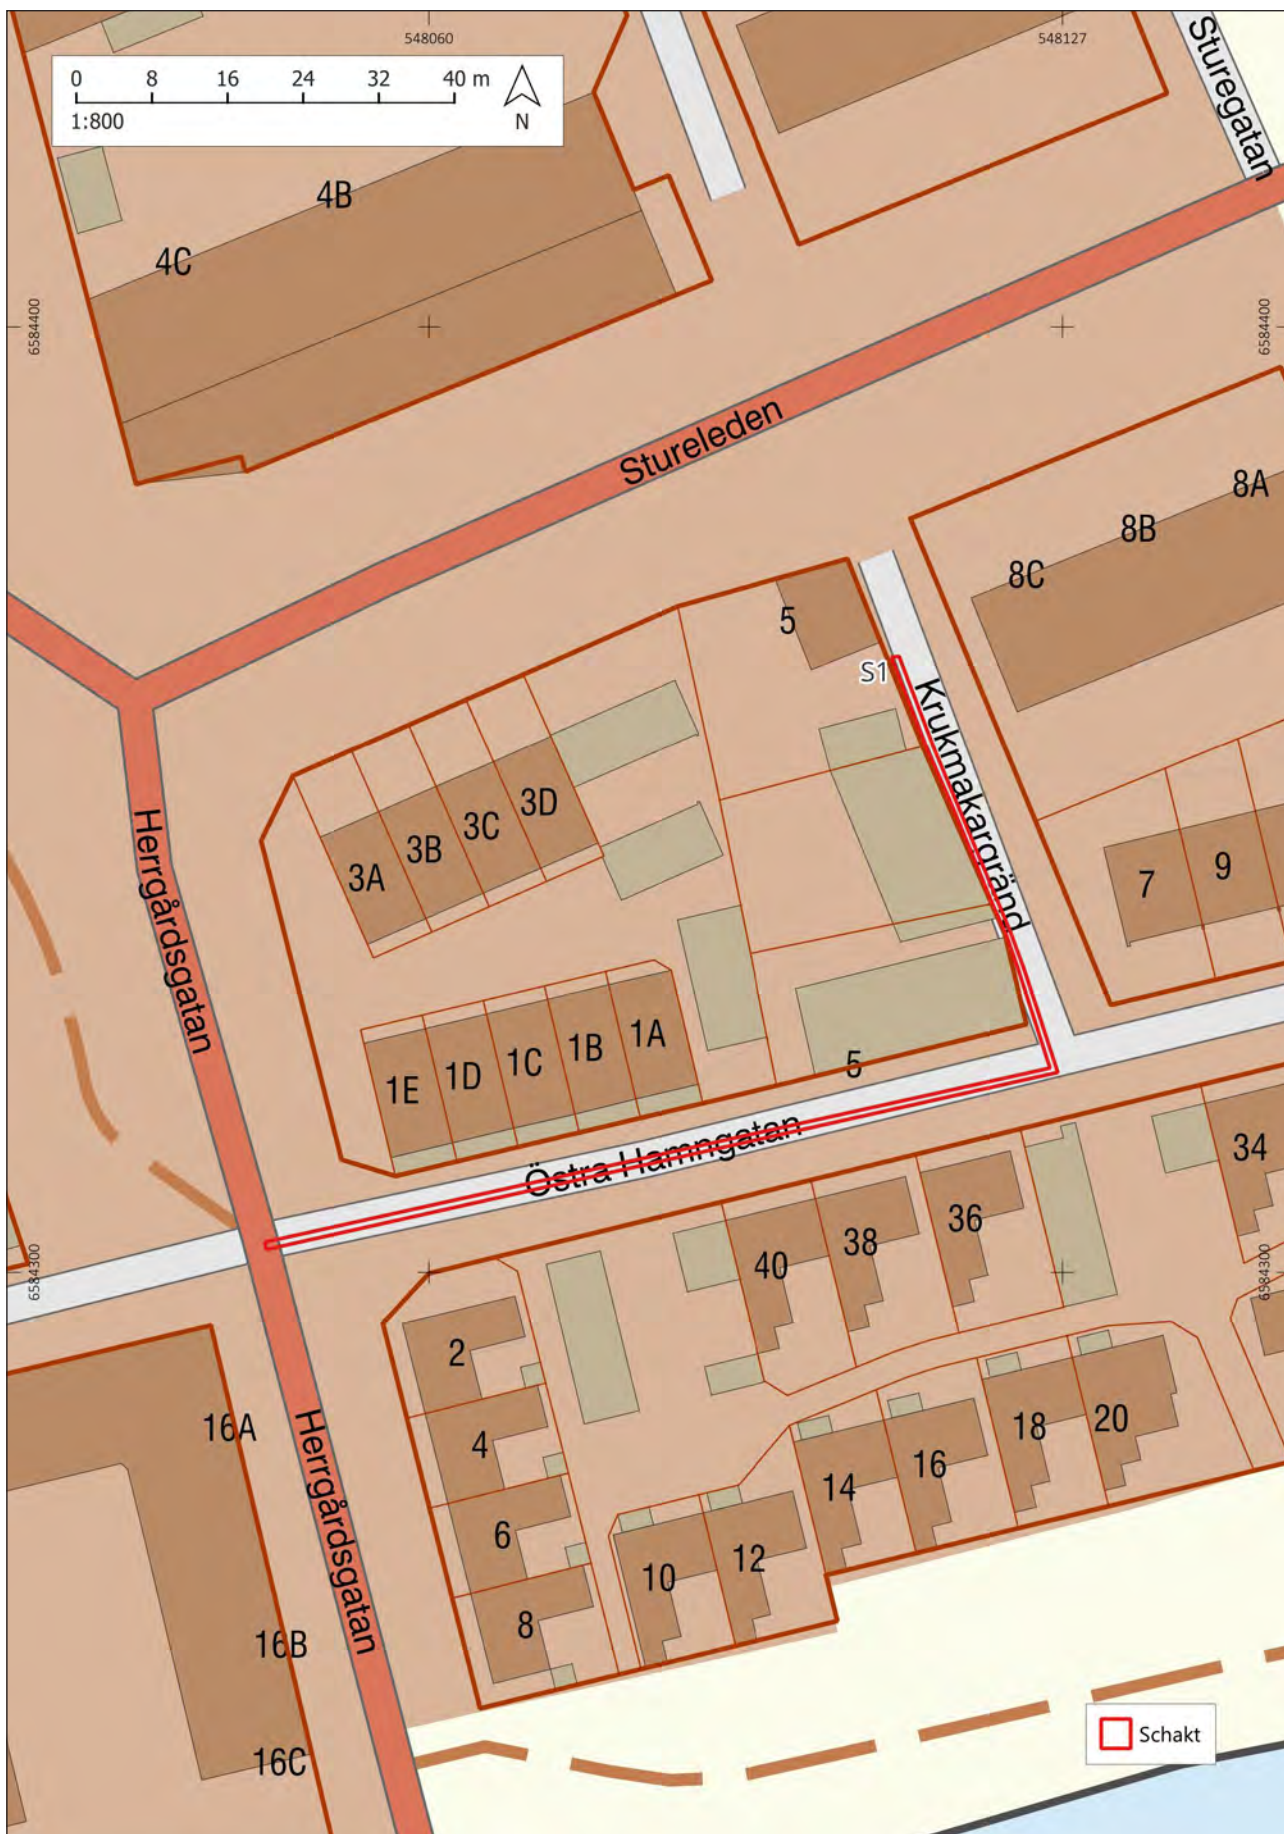 548060
548127
0 8 16 24 32 40 m
1:800
N
Sturegatan
4B
4C
6584400
6584400
Stureleden
8A
8B
8C
5
S1
Krukmakargränd
3D
3C
3B
3A
7
9
Herrgårdsgatan
1A
1B
1C
1D
1E
5
Östra Hamngatan
34
36
38
40
6584300
6584300
2
4
6
8
16A
Herrgårdsgatan
20
18
16
14
12
10
16B
16C
Schakt